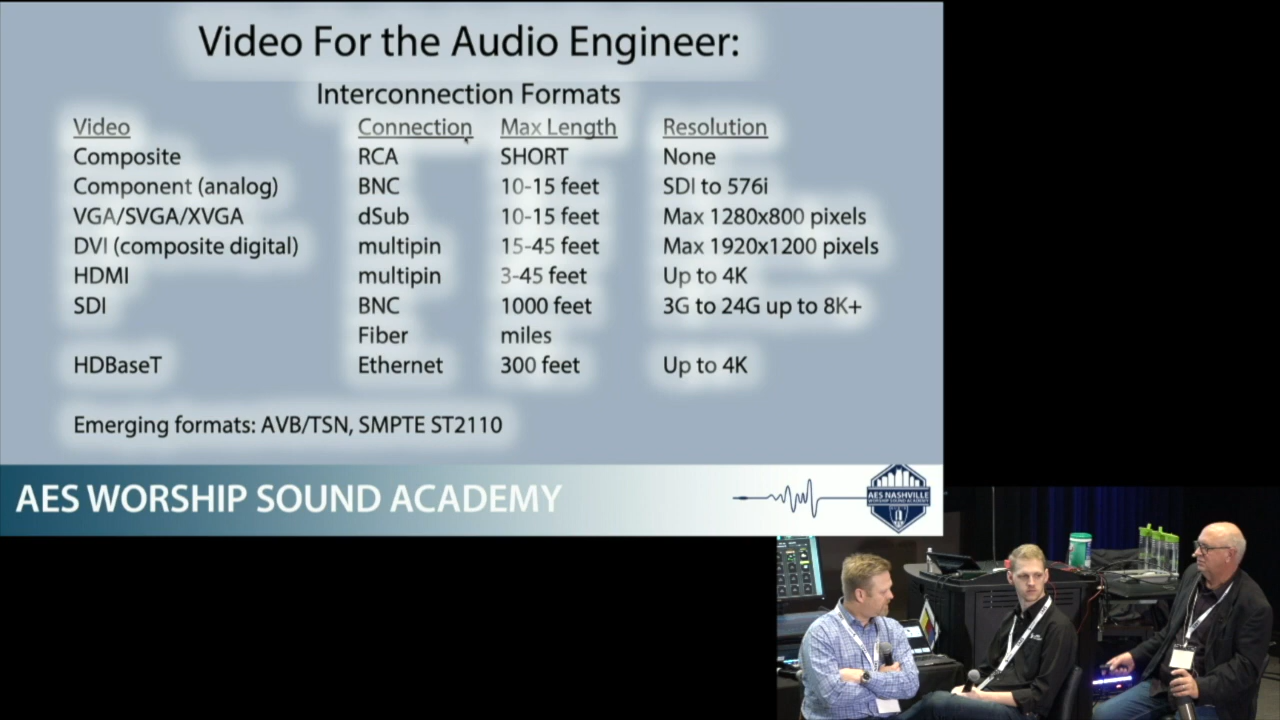 Video For the Audio Engineer:
Interconnection Formats
Video Connection Max Length Resolution
Composite RCA SHORT None
Component (analog) BNC 10-15 feet SDI to 576i
VGA/SVGA/XVGA dSub 10-15 feet Max 1280x800 pixels
DVI (composite digital) multipin 15-45 feet Max 1920x1200 pixels
HDMI multipin 3-45 feet Up to 4K
SDI BNC 1000 feet 3G to 24G up to 8K+
Fiber miles
HDBaseT Ethernet 300 feet Up to 4K
Emerging formats: AVB/TSN, SMPTE ST2110
AES WORSHIP SOUND ACADEMY
AES NASHVILLE
WORSHIP SOUND ACADEMY